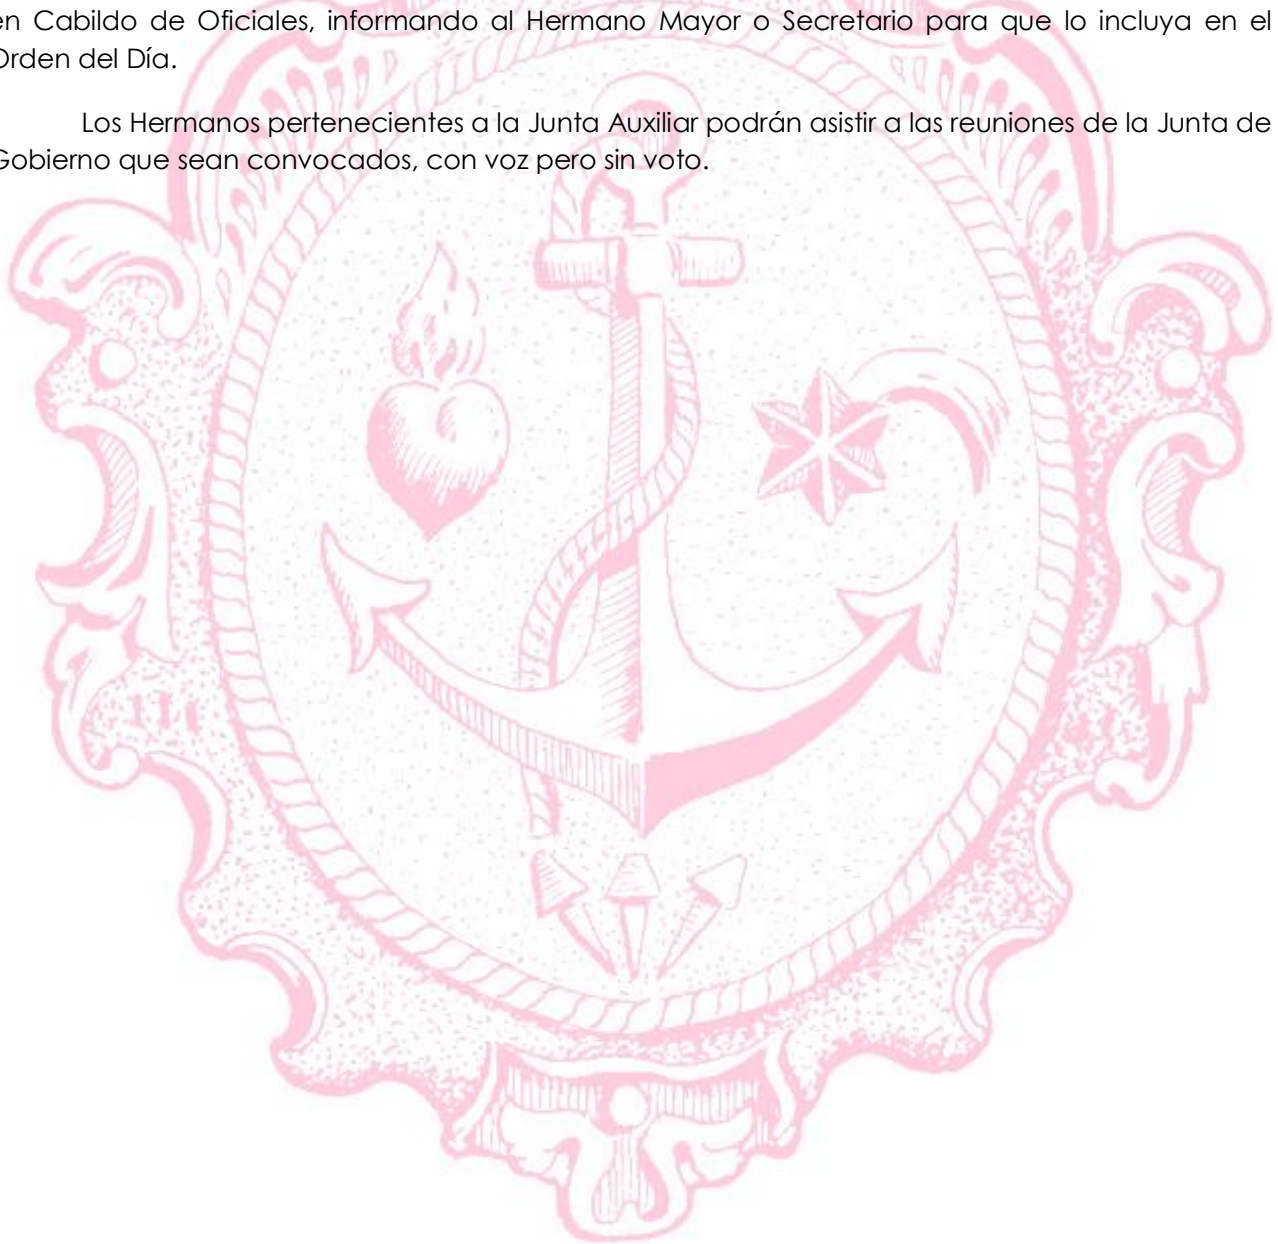 en Cabildo de Oficiales, informando al Hermano Mayor o Secretario para que lo incluya en el
Orden del Día.
Los Hermanos pertenecientes a la Junta Auxiliar podrán asistir a las reuniones de la Junta de
Gobierno que sean convocados, con voz pero sin voto.